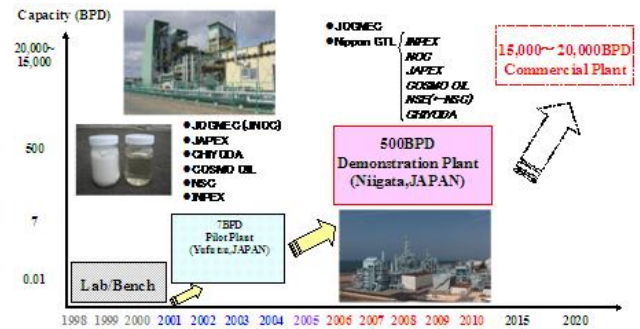 Capacity (BPD)
20,000~
15,000
500
7
0.01
●JOGMEC (JNOC)
●JAPEX
●CHIYODA
●COSMO OIL
●NSC
●INPEX
●JOGMEC
●Nippon GTL
INPEX
NOC
JAPEX
COSMO OIL
NSE(←NSC)
CHIYODA
15,000~20,000BPD
Commercial Plant
500BPD
Demonstration Plant
(Niigata,JAPAN)
7BPD
Pilot Plant
(Yufutsu,JAPAN)
Lab/Bench
1998 1999 2000 2001 2002 2003 2004 2005 2006 2007 2008 2009 2010 2015 2020